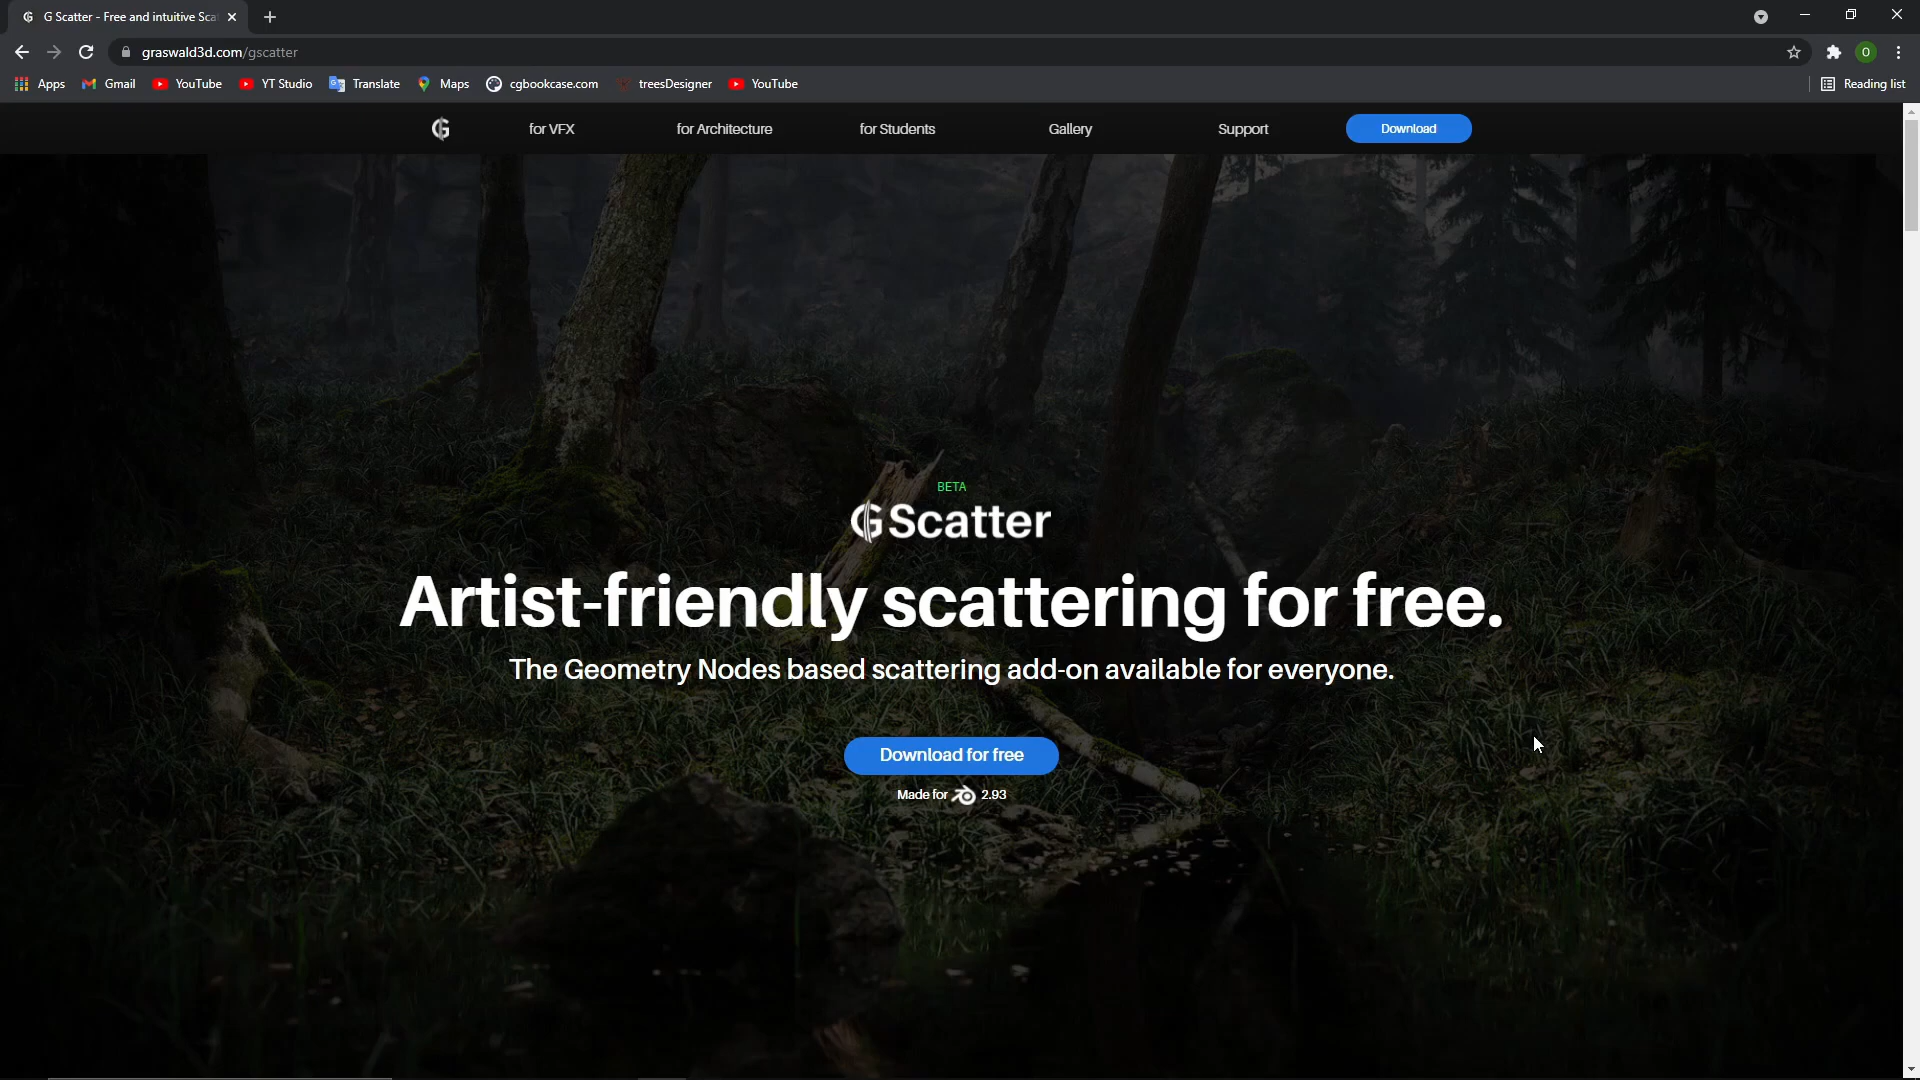 G Scatter - Free and intuitive Sca
graswald3d.com/gscatter
Apps Gmail YouTube YT Studio Translate Maps cgbookcase.com treesDesigner YouTube Reading list
O
for VFX for Architecture for Students Gallery Support Download
BETA
GScatter
Artist-friendly scattering for free.
The Geometry Nodes based scattering add-on available for everyone.
Download for free
Made for 2.93